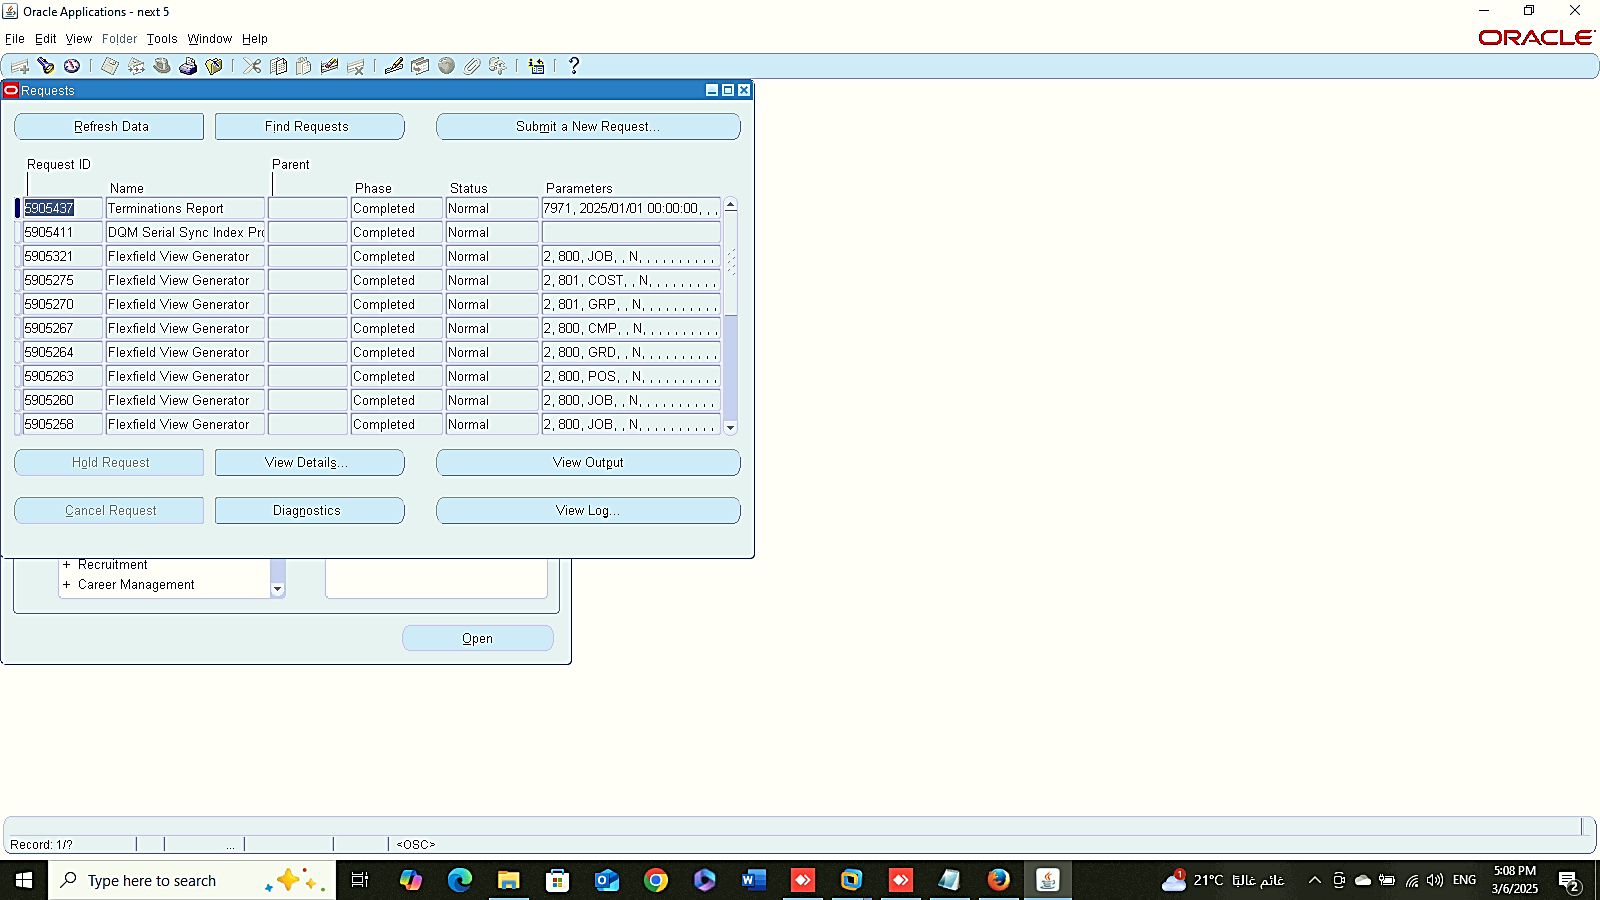 Oracle Applications - next 5
File Edit View Folder Tools Window Help
ORACLE
Requests
Refresh Data Find Requests Submit a New Request...
Request ID Parent
Name Phase Status Parameters
5905437 Terminations Report Completed Normal 7971, 2025/01/01 00:00:00, , ,
5905411 DQM Serial Sync Index Pro Completed Normal
5905321 Flexfield View Generator Completed Normal 2, 800, JOB, , N, , , , , , , , , ,
5905275 Flexfield View Generator Completed Normal 2, 801, COST, , N, , , , , , , , ,
5905270 Flexfield View Generator Completed Normal 2, 801, GRP, , N, , , , , , , , , ,
5905267 Flexfield View Generator Completed Normal 2, 800, CMP, , N, , , , , , , , , ,
5905264 Flexfield View Generator Completed Normal 2, 800, GRD, , N, , , , , , , , , ,
5905263 Flexfield View Generator Completed Normal 2, 800, POS, , N, , , , , , , , , ,
5905260 Flexfield View Generator Completed Normal 2, 800, JOB, , N, , , , , , , , , ,
5905258 Flexfield View Generator Completed Normal 2, 800, JOB, , N, , , , , , , , , ,
Hold Request View Details... View Output
Cancel Request Diagnostics View Log...
+ Recruitment
+ Career Management
Open
Record: 1/? ... <OSC>
Type here to search 1 21°C غائم غالبًا ENG 5:08 PM
3/6/2025 2